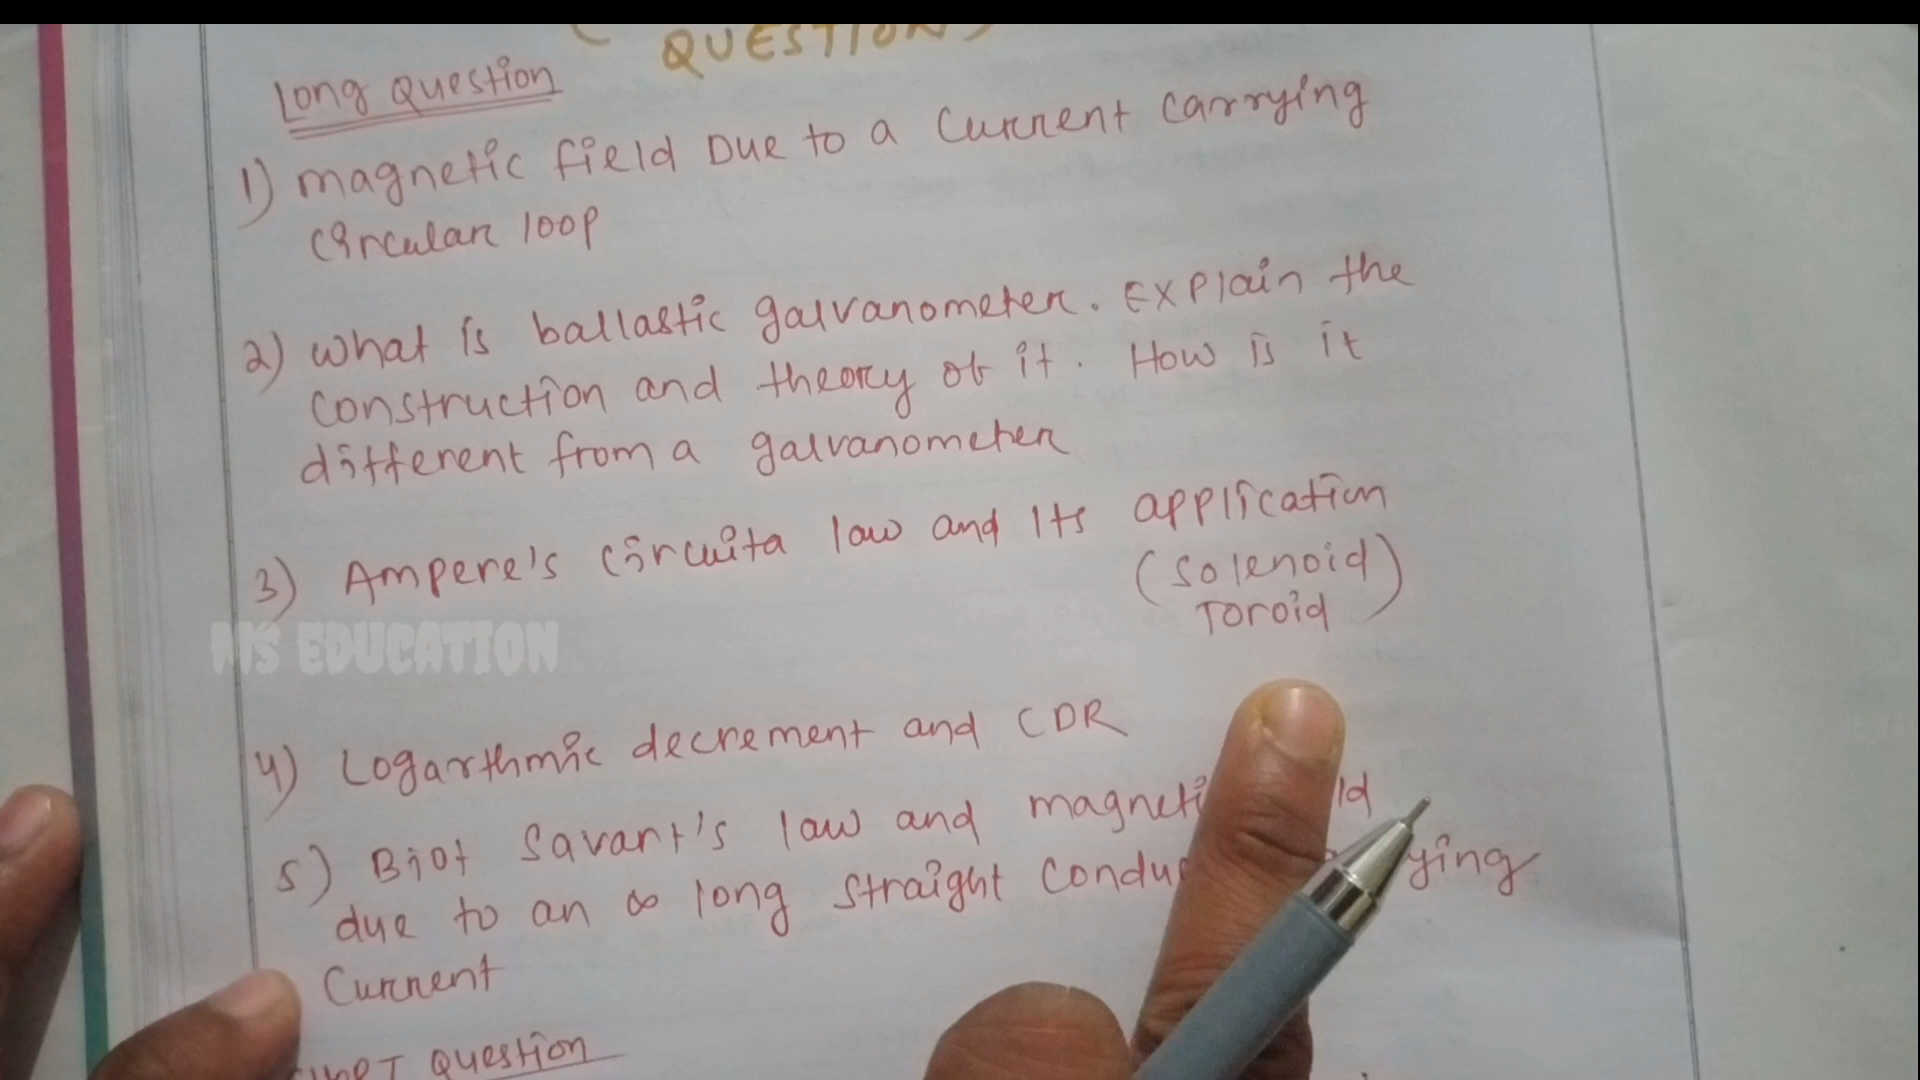 QUESTION)
Long Question
1) magnetic field Due to a current carrying
circular loop
2) what is ballastic galvanometer. Explain the
construction and theory of it. How is it
different from a galvanometer
3) Ampere's circuita law and Its application
(Solenoid
Toroid)
MS EDUCATION
4) Logarthmic decrement and CDR
5) Biot Savart's law and magneti ld
due to an ∞ long straight condu ying
Current
Question